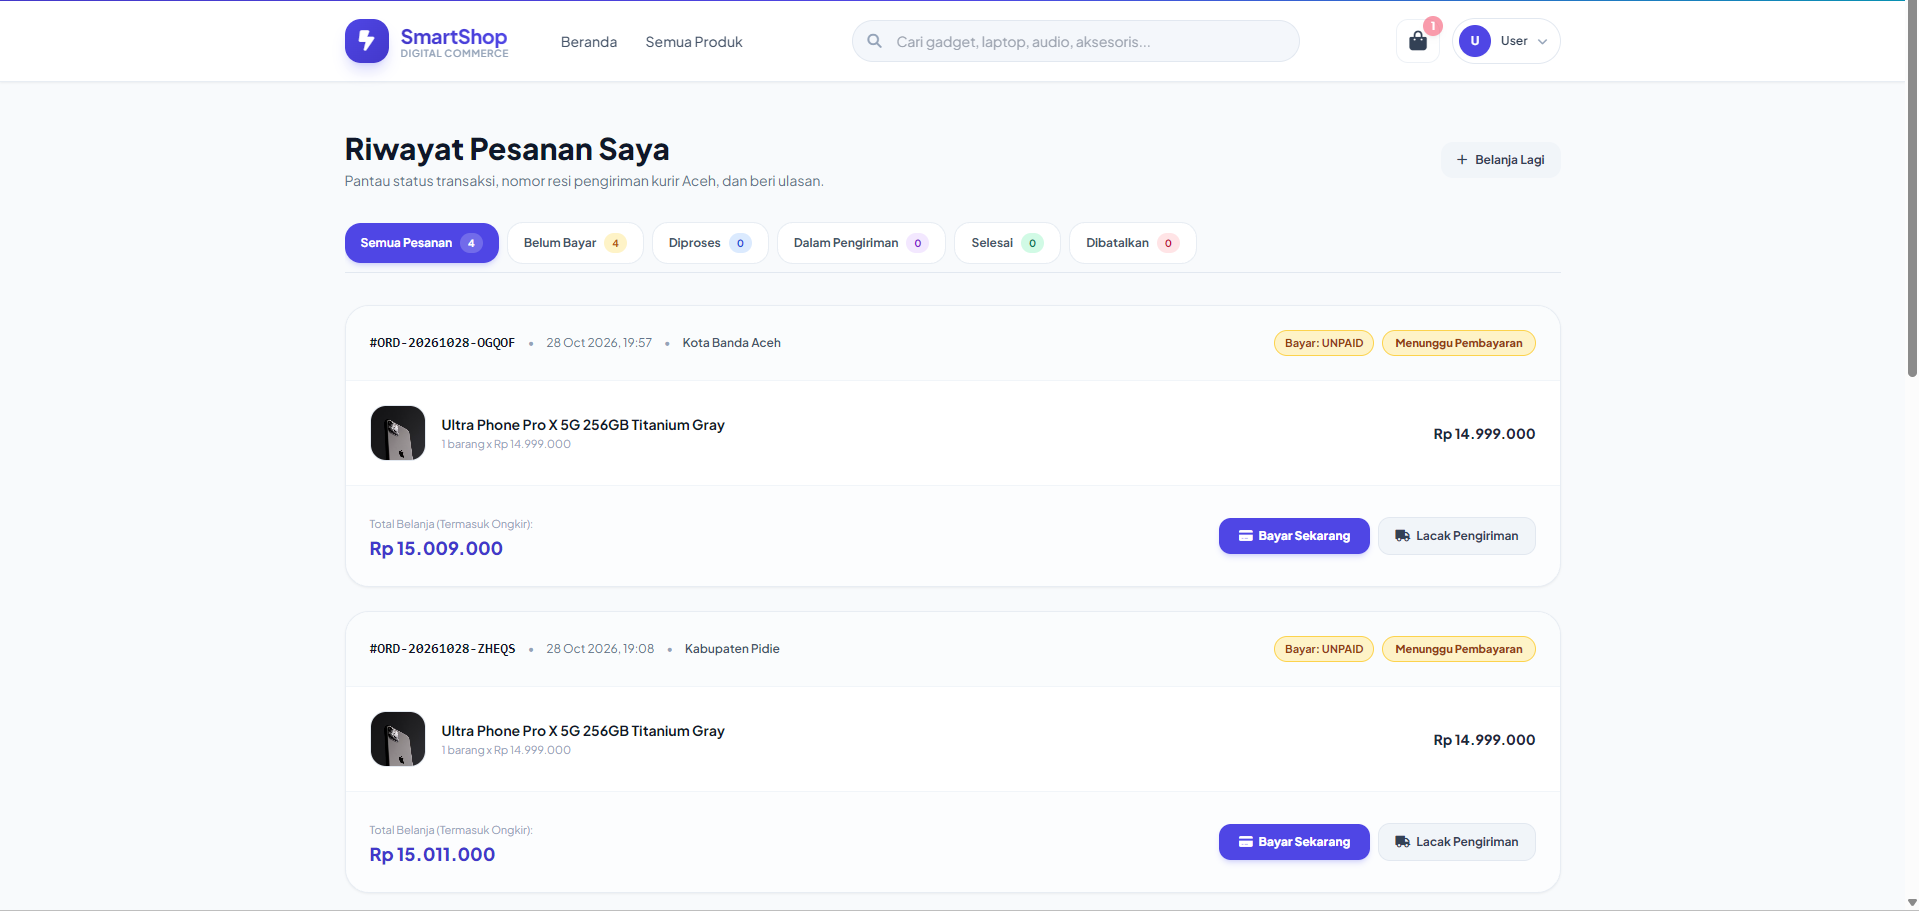 SmartShop
DIGITAL COMMERCE
Beranda
Semua Produk
Cari gadget, laptop, audio, aksesoris...
1
U
User
Riwayat Pesanan Saya
Pantau status transaksi, nomor resi pengiriman kurir Aceh, dan beri ulasan.
+ Belanja Lagi
Semua Pesanan 4
Belum Bayar 4
Diproses 0
Dalam Pengiriman 0
Selesai 0
Dibatalkan 0
#ORD-20261028-OGQOF • 28 Oct 2026, 19:57 • Kota Banda Aceh
Bayar: UNPAID
Menunggu Pembayaran
Ultra Phone Pro X 5G 256GB Titanium Gray
1 barang x Rp 14.999.000
Rp 14.999.000
Total Belanja (Termasuk Ongkir):
Rp 15.009.000
Bayar Sekarang
Lacak Pengiriman
#ORD-20261028-ZHEQS • 28 Oct 2026, 19:08 • Kabupaten Pidie
Bayar: UNPAID
Menunggu Pembayaran
Ultra Phone Pro X 5G 256GB Titanium Gray
1 barang x Rp 14.999.000
Rp 14.999.000
Total Belanja (Termasuk Ongkir):
Rp 15.011.000
Bayar Sekarang
Lacak Pengiriman